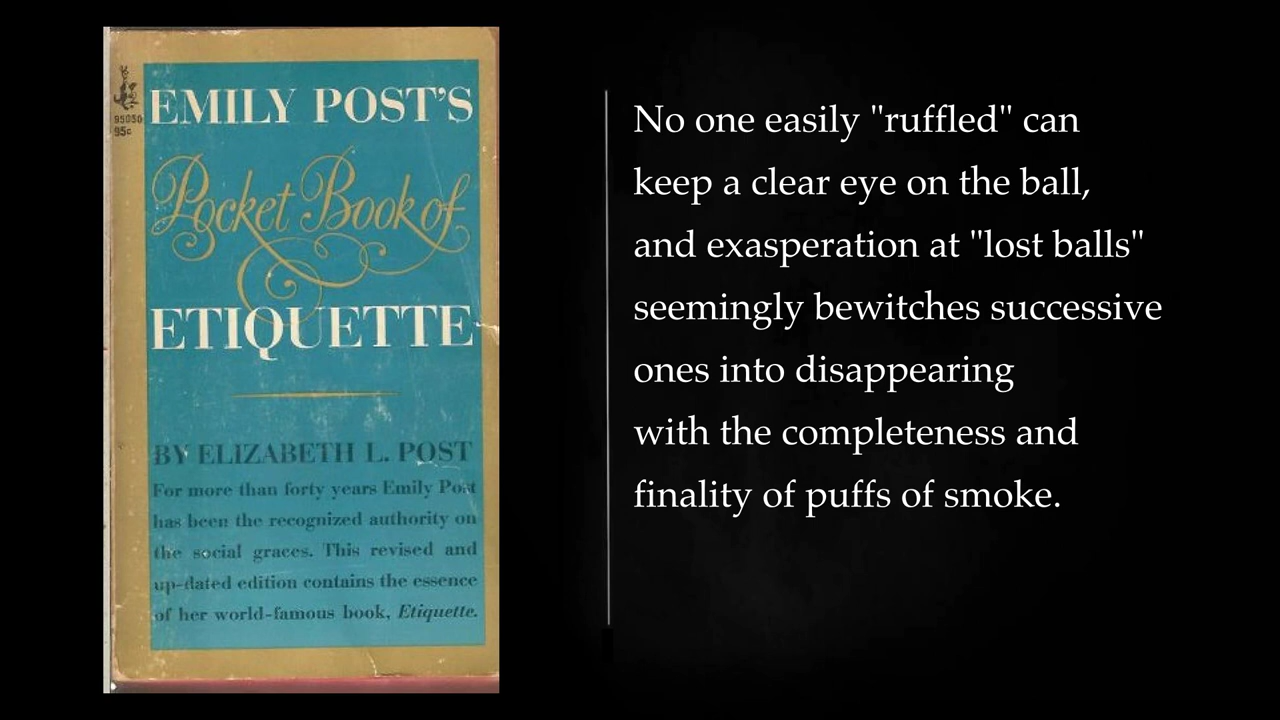 95050
95c
EMILY POST'S
Pocket Book of
ETIQUETTE
BY ELIZABETH L. POST
For more than forty years Emily Post
has been the recognized authority on
the social graces. This revised and
up-dated edition contains the essence
of her world-famous book, Etiquette.
No one easily "ruffled" can
keep a clear eye on the ball,
and exasperation at "lost balls"
seemingly bewitches successive
ones into disappearing
with the completeness and
finality of puffs of smoke.